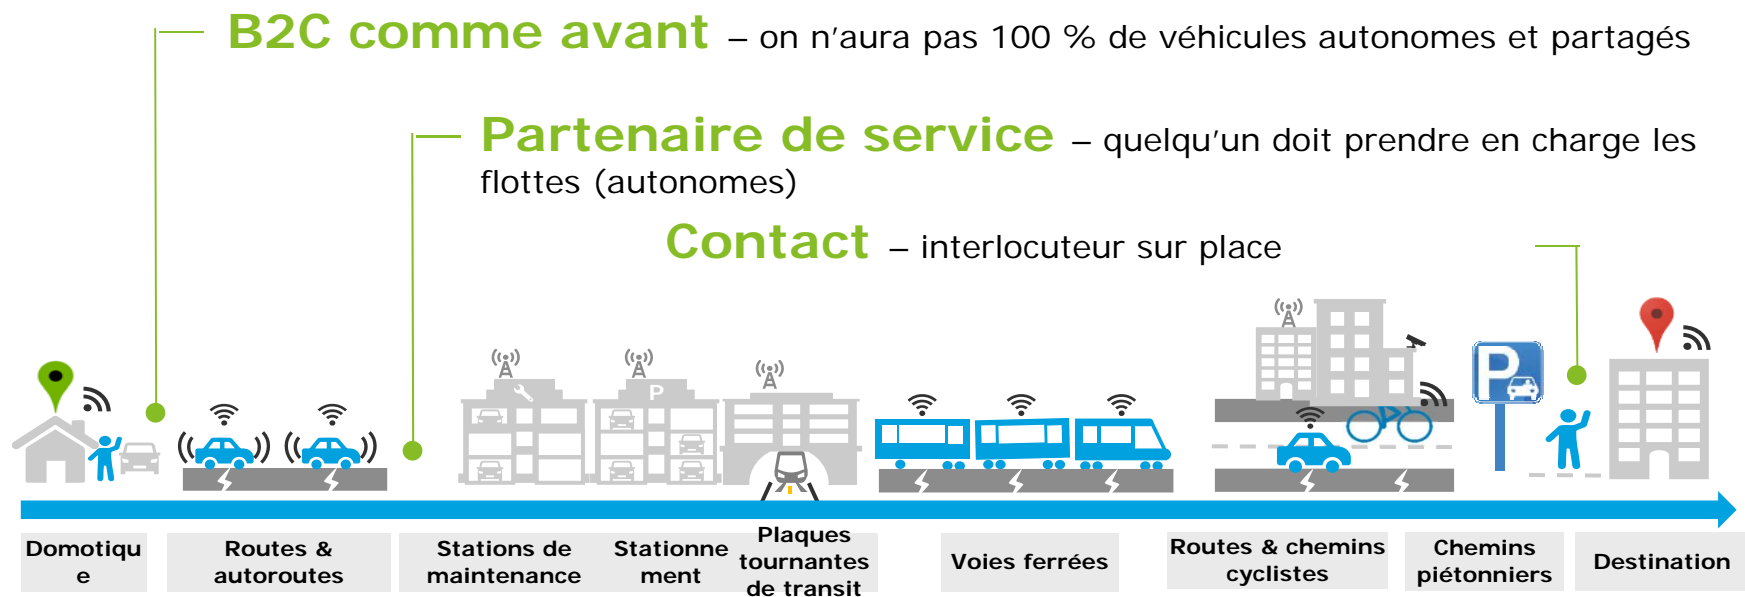 B2C comme avant – on n'aura pas 100 % de véhicules autonomes et partagés
Partenaire de service – quelqu'un doit prendre en charge les
flottes (autonomes)
Contact – interlocuteur sur place
P
P
Domotiqu
e
Routes &
autoroutes
Stations de
maintenance
Stationne
ment
Plaques
tournantes
de transit
Voies ferrées
Routes & chemins
cyclistes
Chemins
piétonniers
Destination